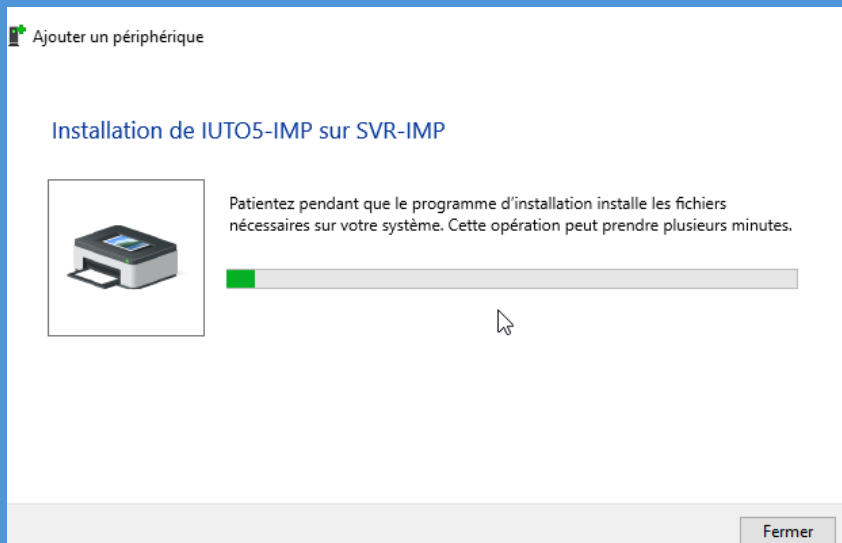 Ajouter un périphérique
Installation de IUTO5-IMP sur SVR-IMP
Patientez pendant que le programme d'installation installe les fichiers
nécessaires sur votre système. Cette opération peut prendre plusieurs minutes.
Fermer